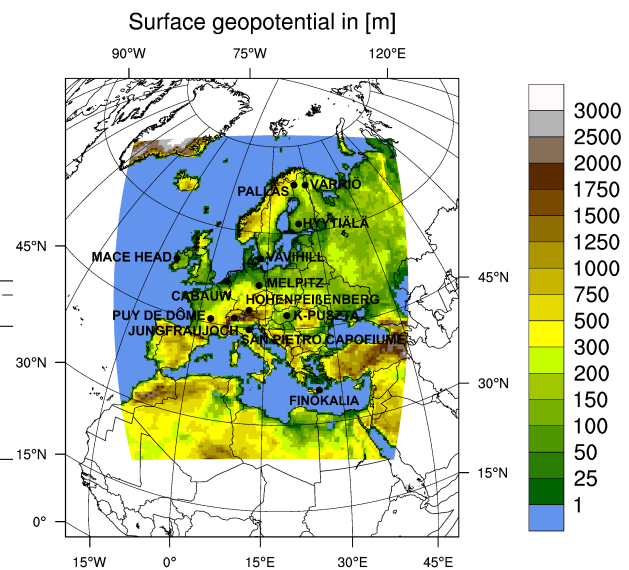 Surface geopotential in [m]
90°W 75°W 120°E
PALLAS VÄRRIÖ
HYYTIÄLÄ
45°N
MACE HEAD VAVIHILL
45°N
MELPITZ
CABAUW
HOHENPEIßENBERG
PUY DE DÔME K-PUSZTA
JUNGFRAUJOCH
SAN PIETRO CAPOFIUME
30°N
30°N
FINOKALIA
15°N
15°N
0°
15°W 0° 15°E 30°E 45°E
3000
2500
2000
1750
1500
1250
1000
750
500
300
200
150
100
50
25
1